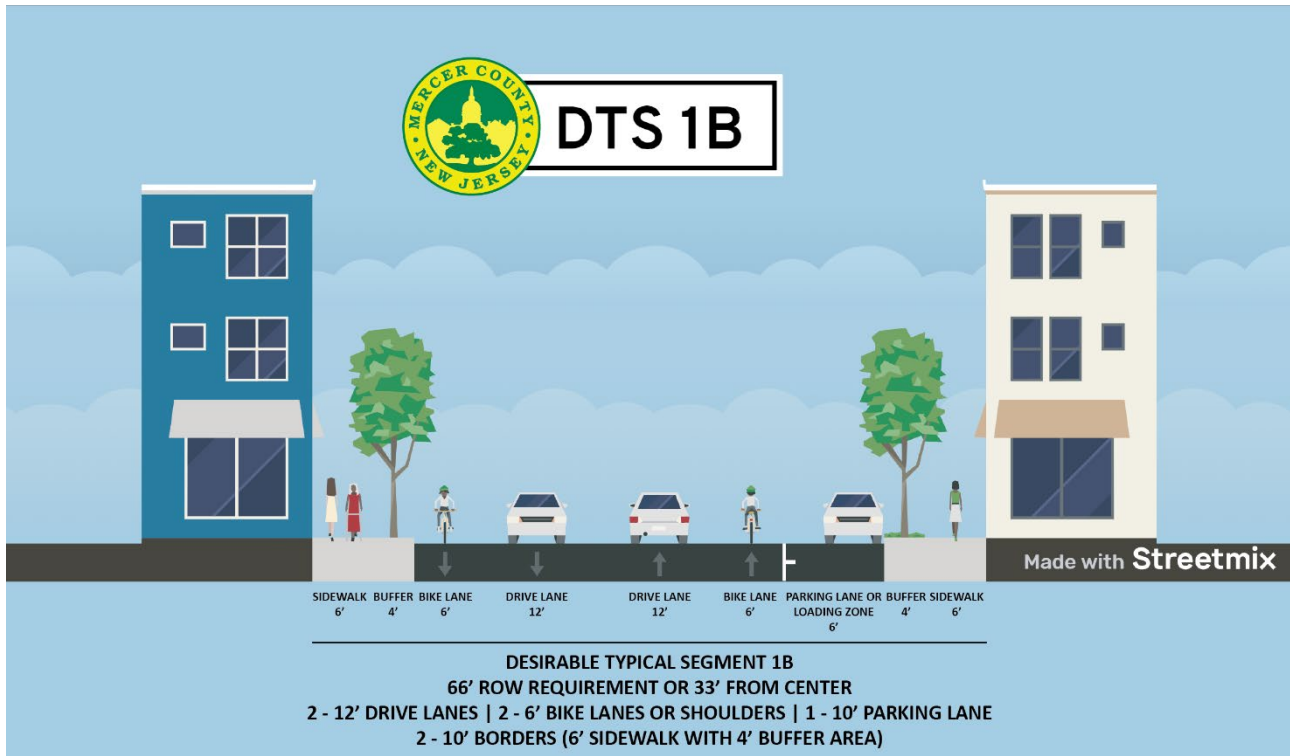 MERCER COUNTY
NEW JERSEY
DTS 1B
Made with Streetmix
SIDEWALK
6'
BUFFER
4'
BIKE LANE
6'
DRIVE LANE
12'
DRIVE LANE
12'
BIKE LANE
6'
PARKING LANE OR
LOADING ZONE
6'
BUFFER
4'
SIDEWALK
6'
DESIRABLE TYPICAL SEGMENT 1B
66' ROW REQUIREMENT OR 33' FROM CENTER
2 - 12' DRIVE LANES | 2 - 6' BIKE LANES OR SHOULDERS | 1 - 10' PARKING LANE
2 - 10' BORDERS (6' SIDEWALK WITH 4' BUFFER AREA)